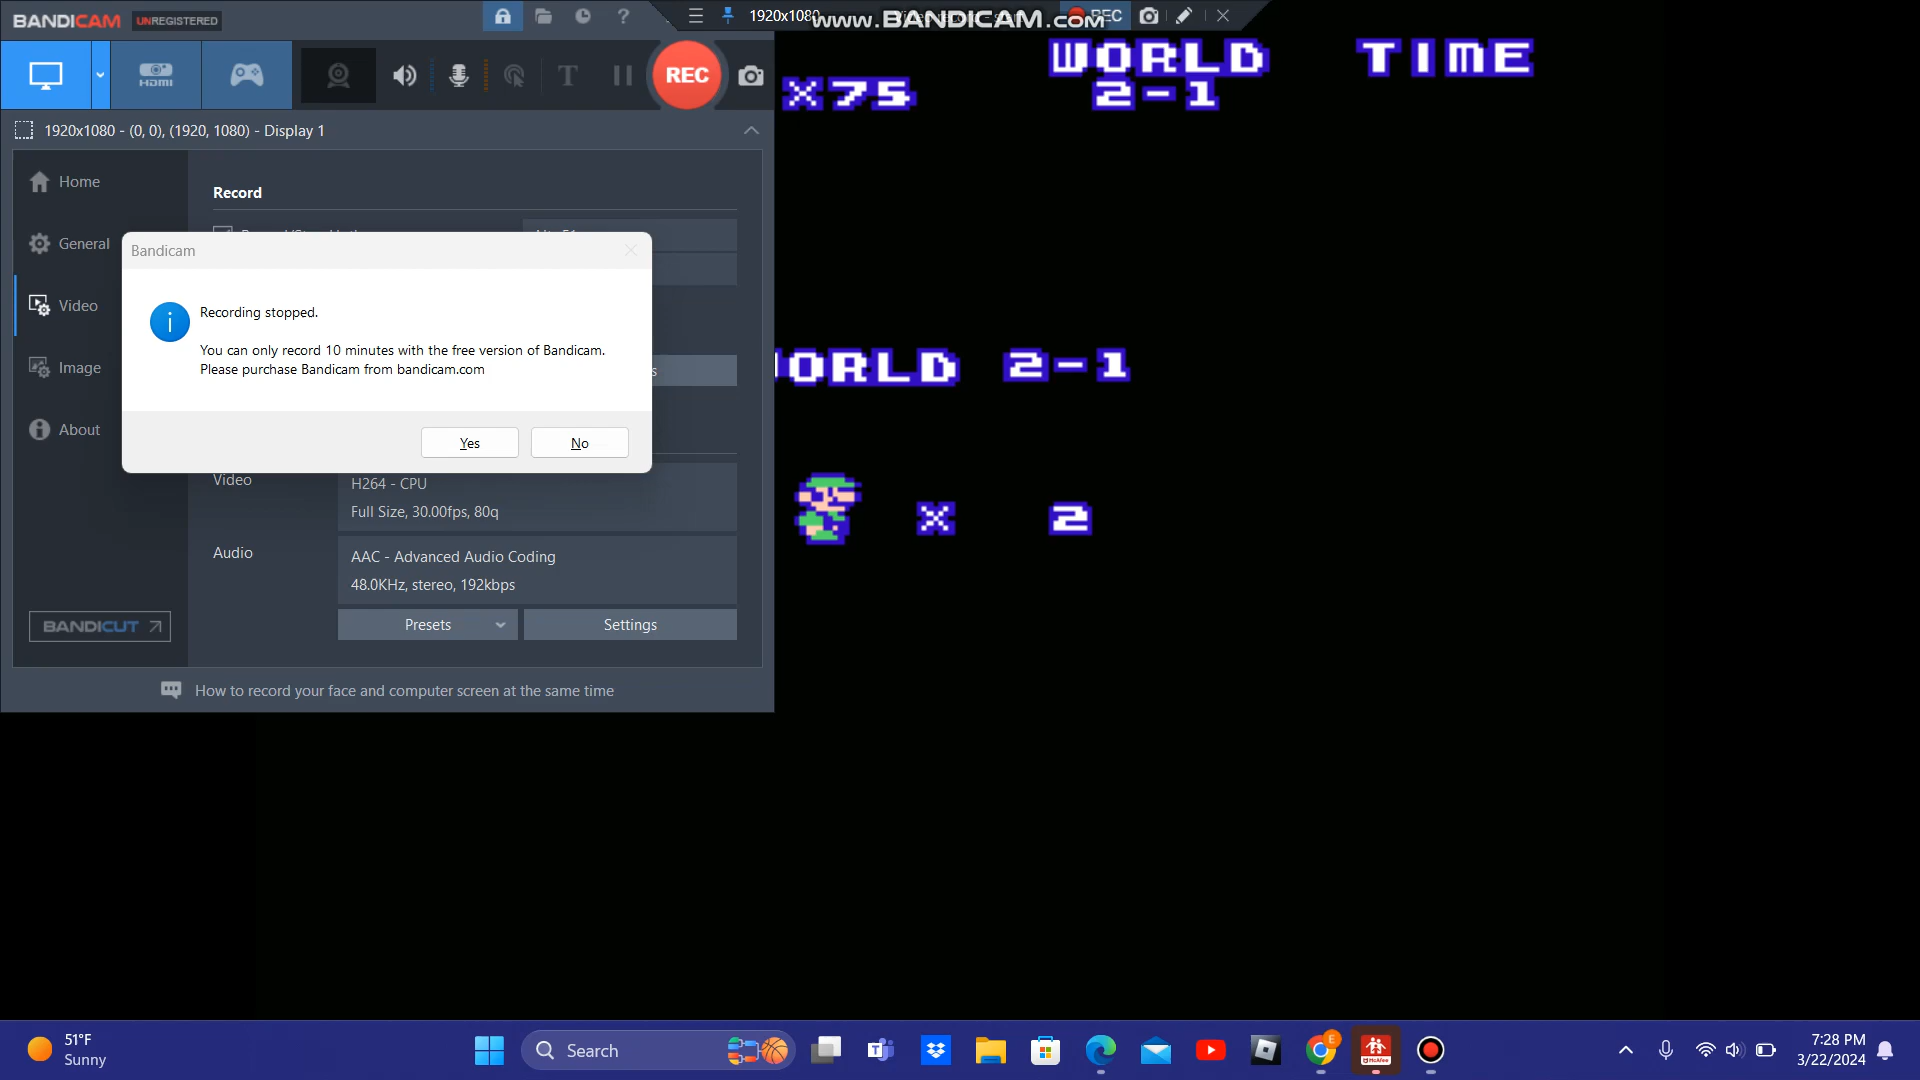 BANDICAM UNREGISTERED
1920x1080
www.BANDICAM.com
REC
HDMI
T
REC
1920x1080 - (0, 0), (1920, 1080) - Display 1
Home
General
Video
Image
About
BANDICUT
Record
Bandicam
Recording stopped.
You can only record 10 minutes with the free version of Bandicam.
Please purchase Bandicam from bandicam.com
Yes
No
Video
H264 - CPU
Full Size, 30.00fps, 80q
Audio
AAC - Advanced Audio Coding
48.0KHz, stereo, 192kbps
Presets
Settings
How to record your face and computer screen at the same time
WORLD TIME
×75 2-1
WORLD 2-1
× 2
51°F
Sunny
Search
E
McAfee
7:28 PM
3/22/2024